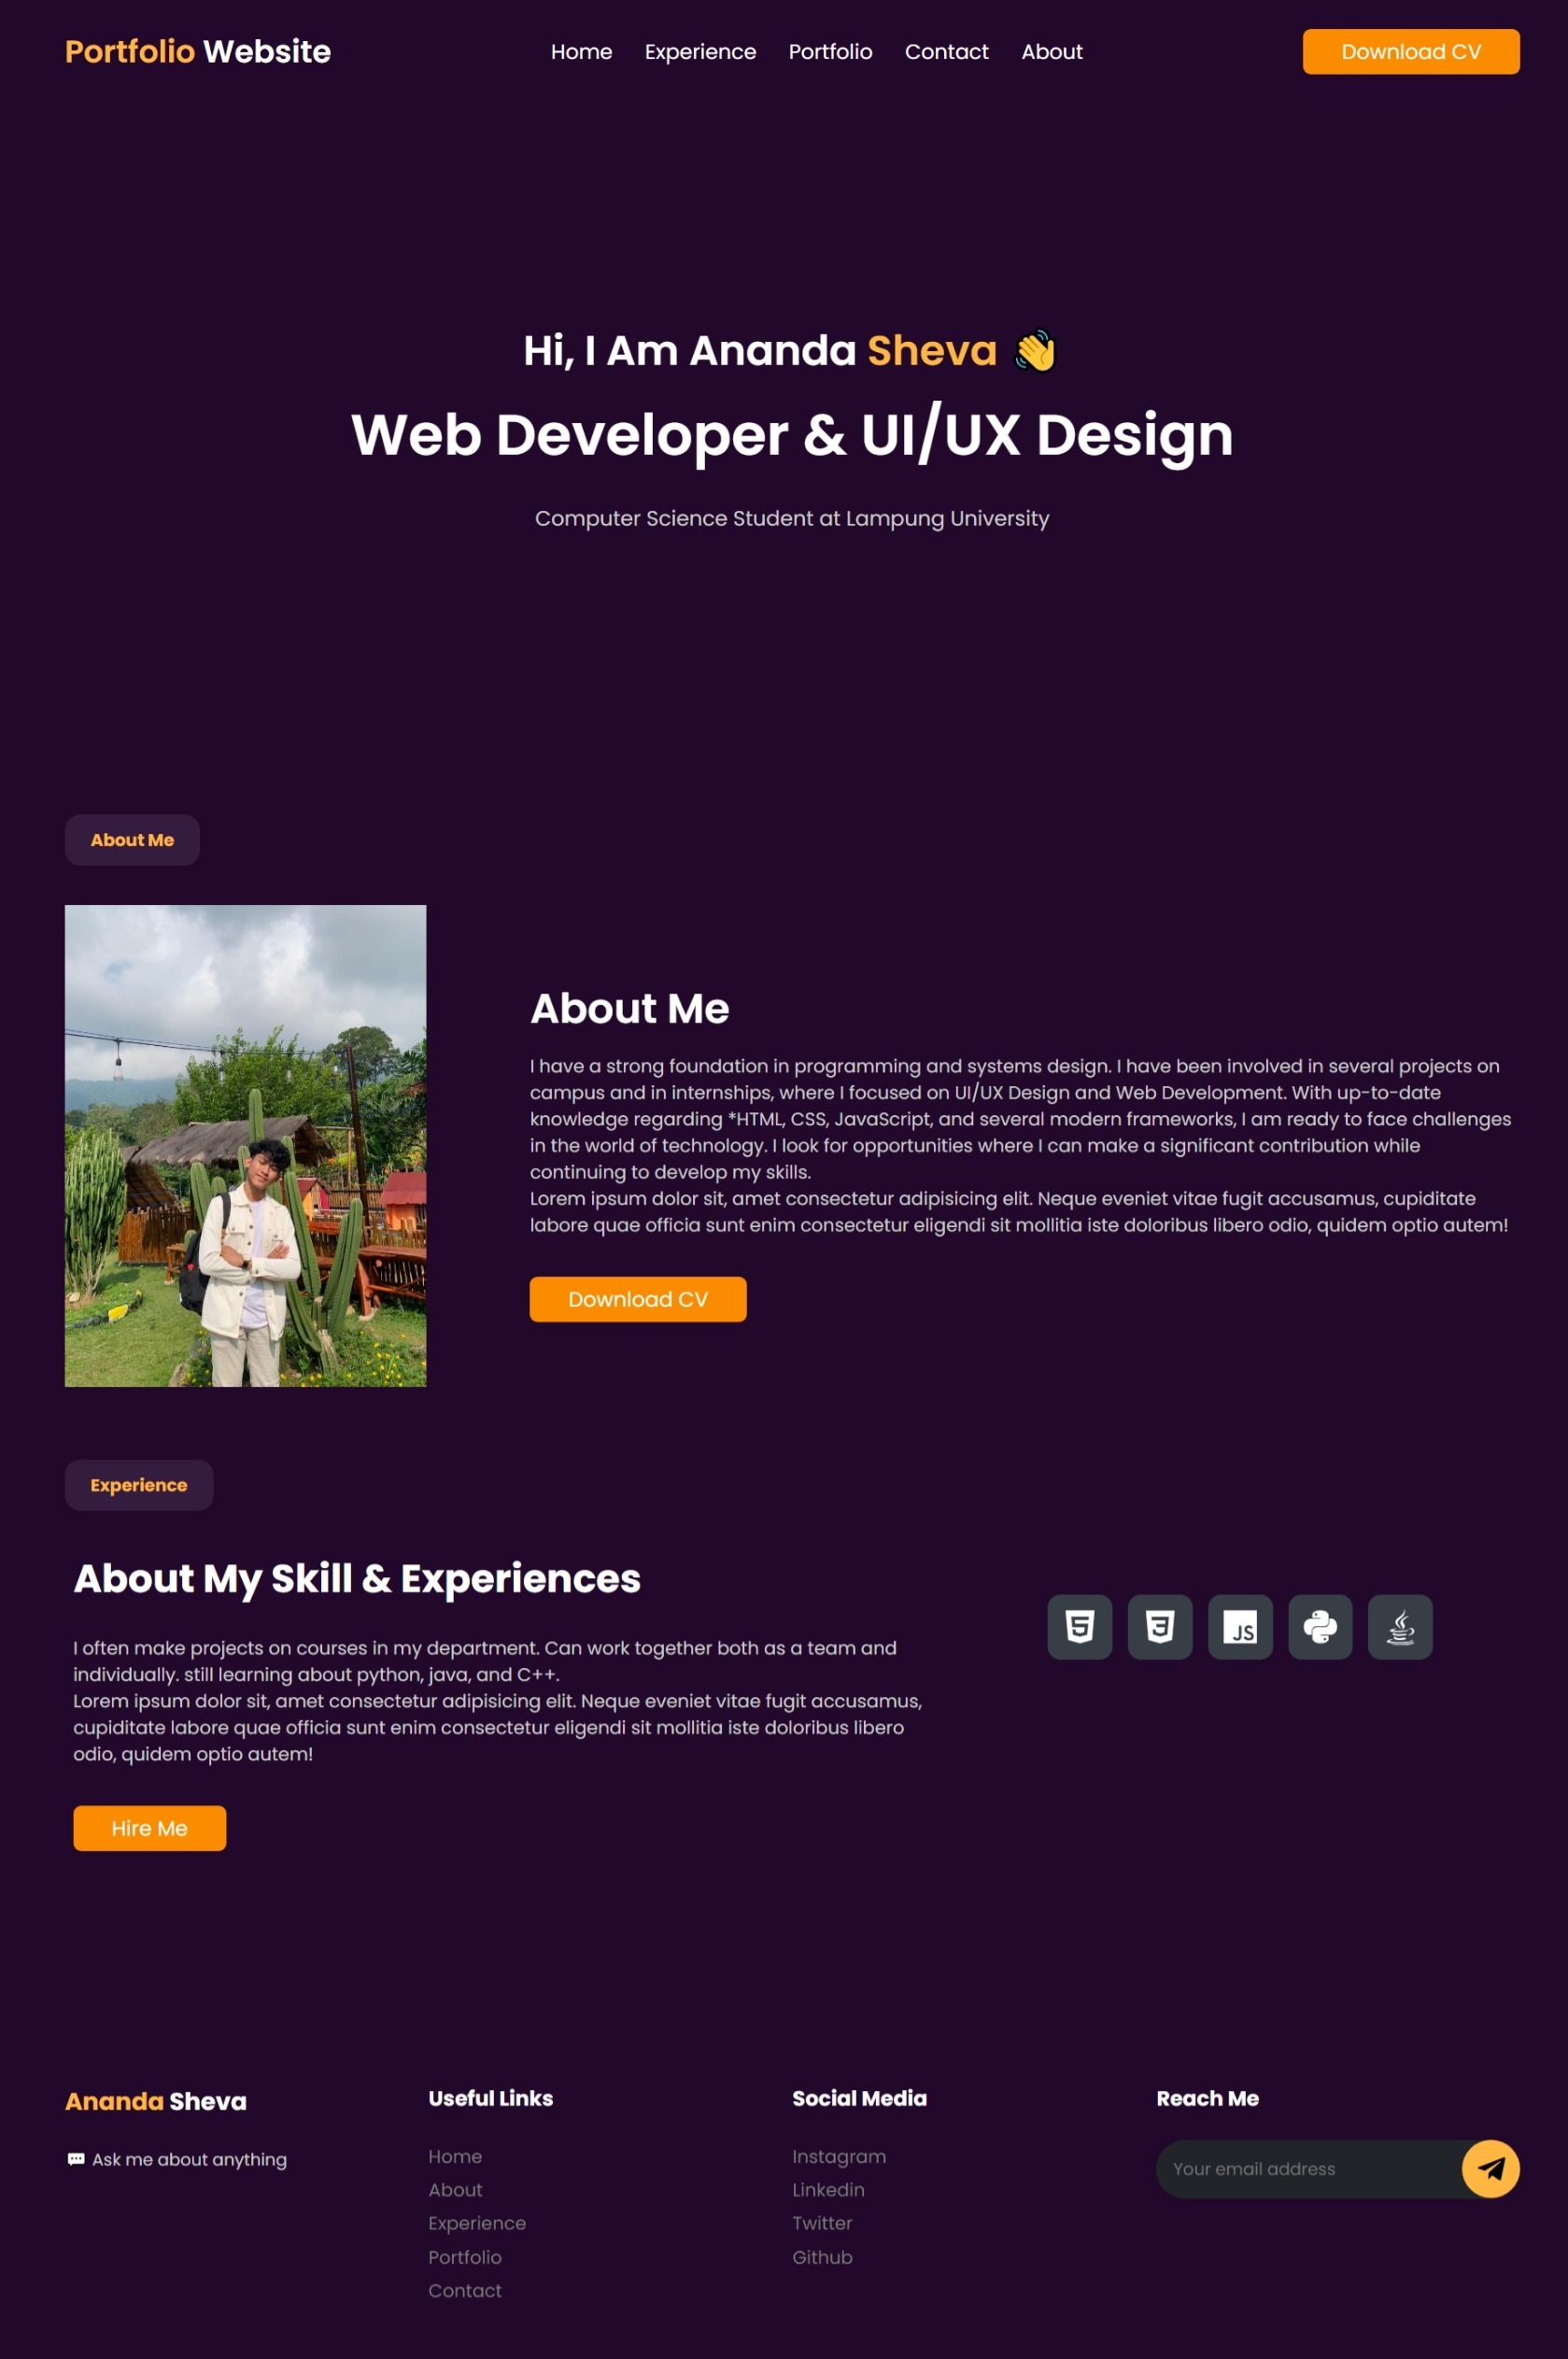 Portfolio Website
Home Experience Portfolio Contact About
Download CV
Hi, I Am Ananda Sheva 👋
Web Developer & UI/UX Design
Computer Science Student at Lampung University
About Me
About Me
I have a strong foundation in programming and systems design. I have been involved in several projects on
campus and in internships, where I focused on UI/UX Design and Web Development. With up-to-date
knowledge regarding *HTML, CSS, JavaScript, and several modern frameworks, I am ready to face challenges
in the world of technology. I look for opportunities where I can make a significant contribution while
continuing to develop my skills.
Lorem ipsum dolor sit, amet consectetur adipisicing elit. Neque eveniet vitae fugit accusamus, cupiditate
labore quae officia sunt enim consectetur eligendi sit mollitia iste doloribus libero odio, quidem optio autem!
Download CV
Experience
About My Skill & Experiences
I often make projects on courses in my department. Can work together both as a team and
individually. still learning about python, java, and C++.
Lorem ipsum dolor sit, amet consectetur adipisicing elit. Neque eveniet vitae fugit accusamus,
cupiditate labore quae officia sunt enim consectetur eligendi sit mollitia iste doloribus libero
odio, quidem optio autem!
Hire Me
5 3 JS
Ananda Sheva
Ask me about anything
Useful Links
Home
About
Experience
Portfolio
Contact
Social Media
Instagram
Linkedin
Twitter
Github
Reach Me
Your email address